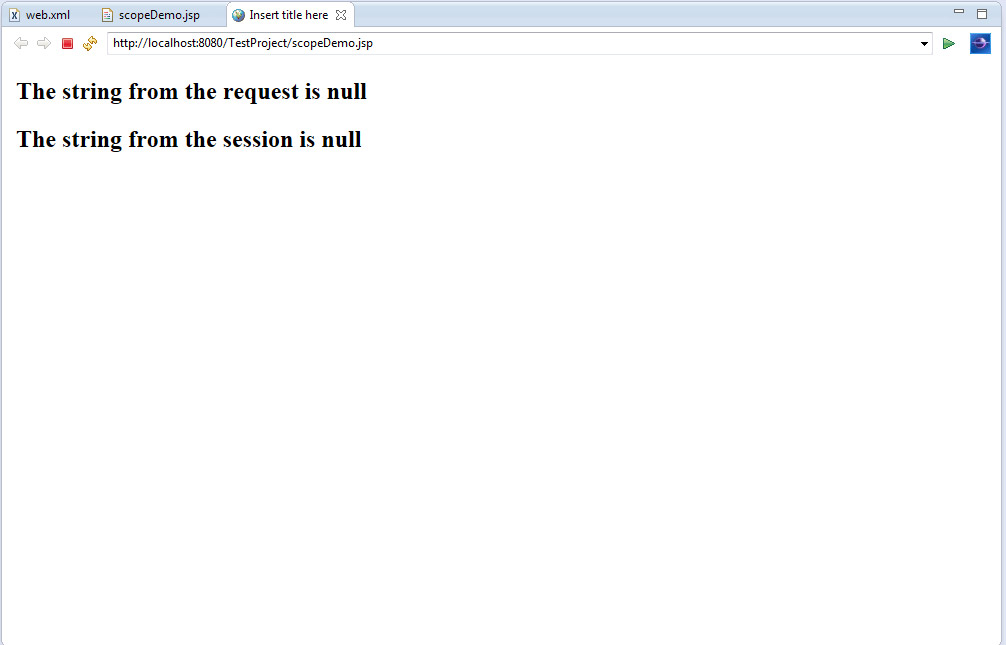 web.xml
scopeDemo.jsp
Insert title here
http://localhost:8080/TestProject/scopeDemo.jsp
The string from the request is null
The string from the session is null